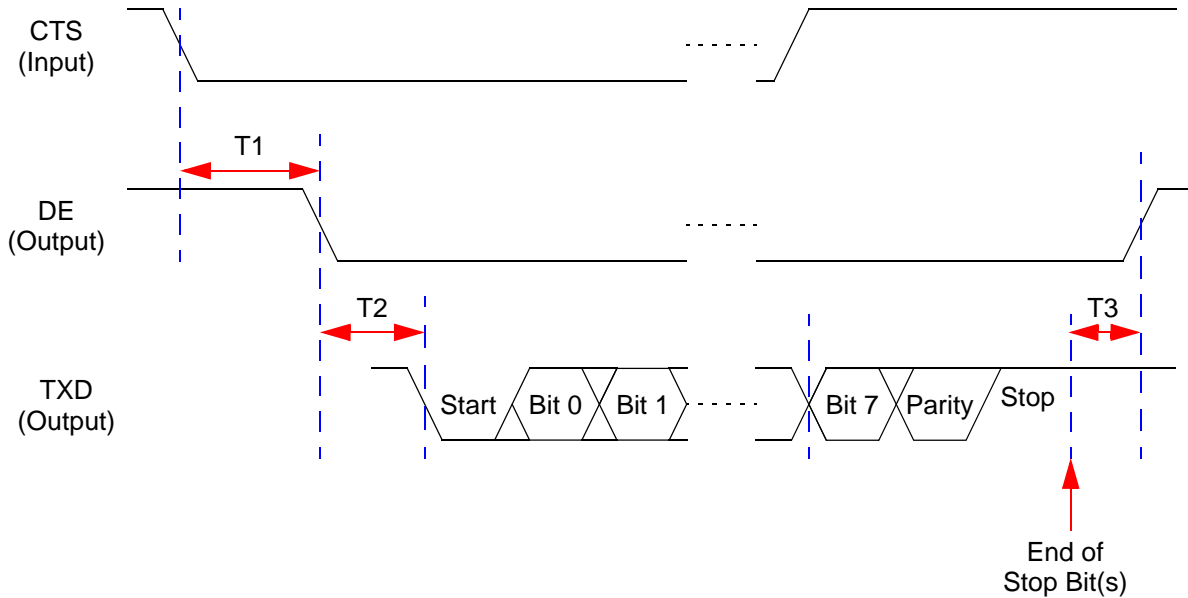 CTS
(Input)
T1
DE
(Output)
T2
T3
TXD
(Output)
Start
Bit 0
Bit 1
Bit 7
Parity
Stop
End of
Stop Bit(s)